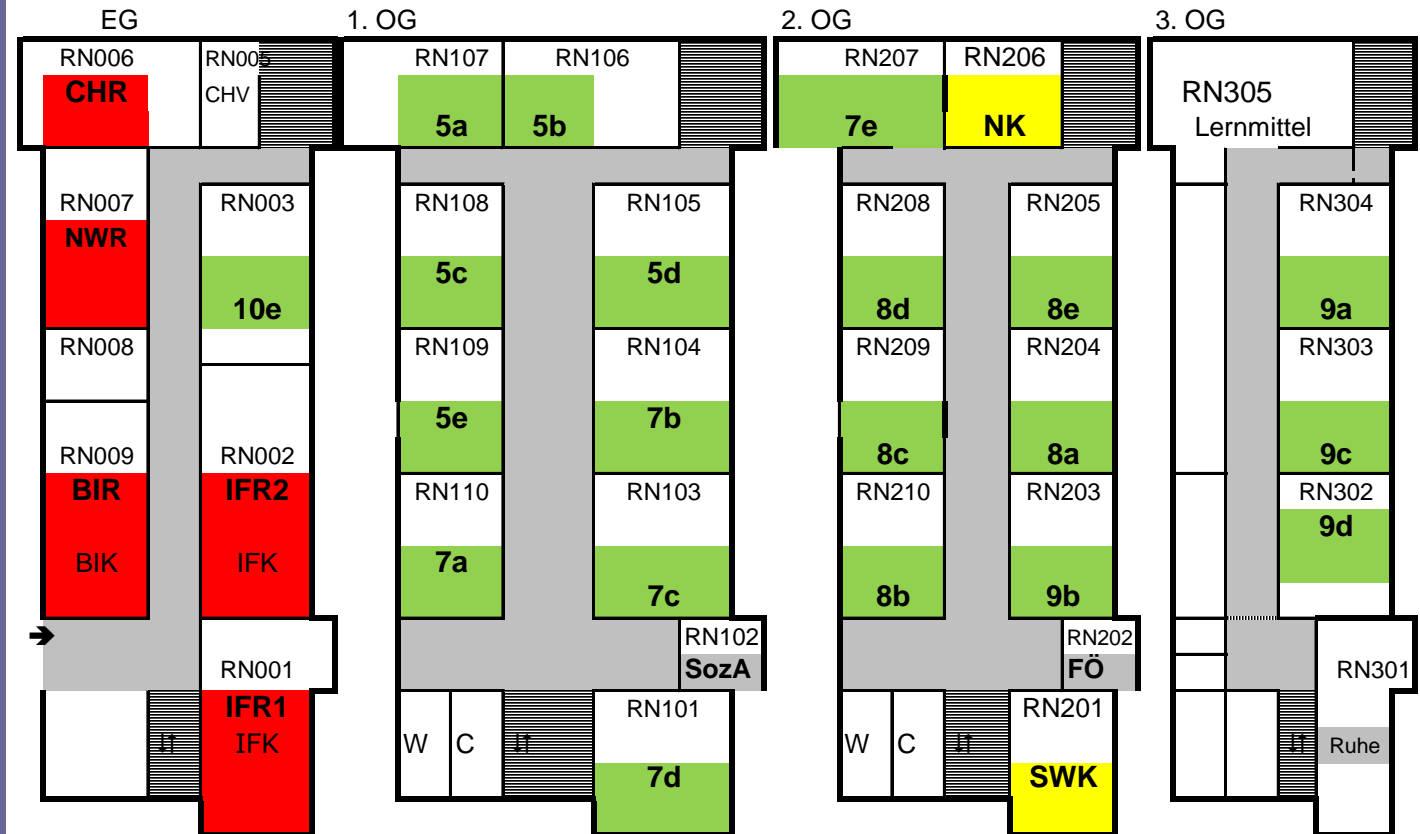 EG
RN006
RN005
CHR
CHV
RN007
RN003
NWR
10e
RN008
RN009
RN002
BIR
IFR2
BIK
IFK
➔
RN001
IFR1
IFK
↓↑
1. OG
RN107
RN106
5a
5b
RN108
RN105
5c
5d
RN109
RN104
5e
7b
RN110
RN103
7a
7c
RN102
SozA
RN101
W
C
↓↑
7d
2. OG
RN207
RN206
7e
NK
RN208
RN205
8d
8e
RN209
RN204
8c
8a
RN210
RN203
8b
9b
RN202
FÖ
RN201
W
C
↓↑
SWK
3. OG
RN305
Lernmittel
RN304
9a
RN303
9c
RN302
9d
RN301
↓↑
Ruhe